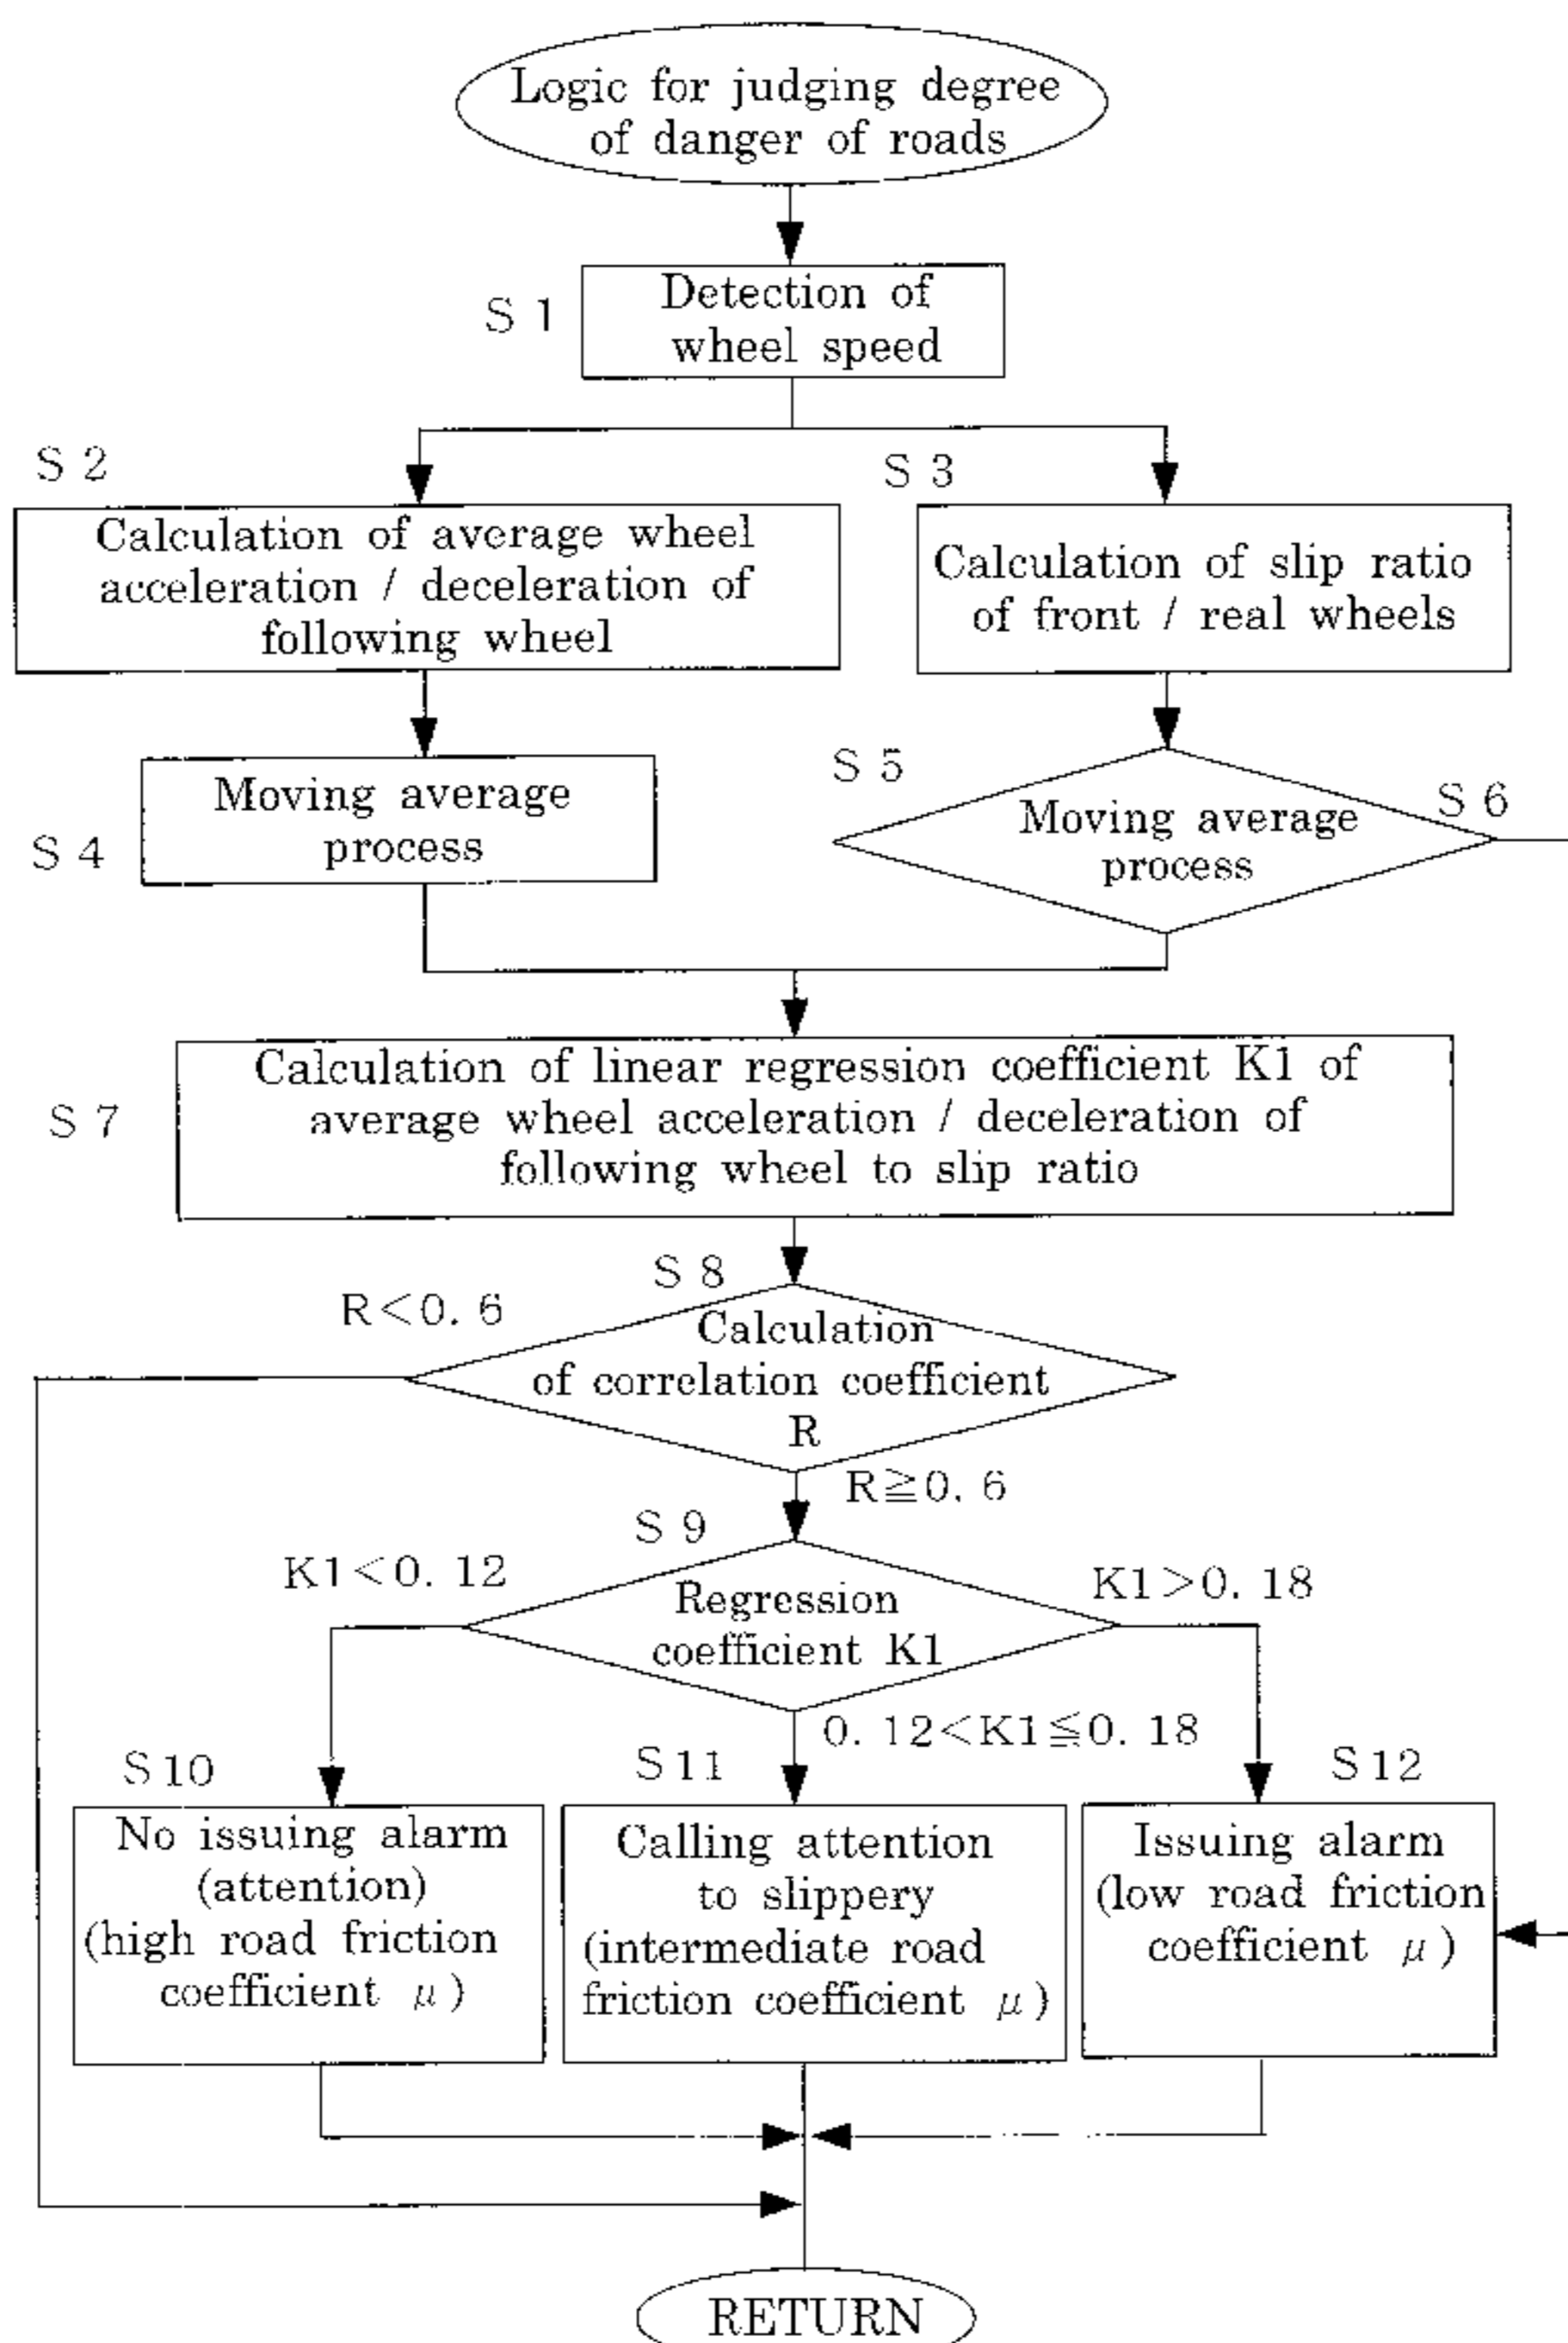 Logic for judging degree
of danger of roads
S 1
Detection of
wheel speed
S 2
Calculation of average wheel
acceleration / deceleration of
following wheel
S 3
Calculation of slip ratio
of front / real wheels
S 4
Moving average
process
S 5
Moving average
process
S 6
S 7
Calculation of linear regression coefficient K1 of
average wheel acceleration / deceleration of
following wheel to slip ratio
S 8
R<0. 6
Calculation
of correlation coefficient
R
R≧0. 6
S 9
K1<0. 12
Regression
coefficient K1
K1>0. 18
0. 12<K1≦0. 18
S10
No issuing alarm
(attention)
(high road friction
coefficient μ )
S11
Calling attention
to slippery
(intermediate road
friction coefficient μ )
S12
Issuing alarm
(low road friction
coefficient μ )
RETURN